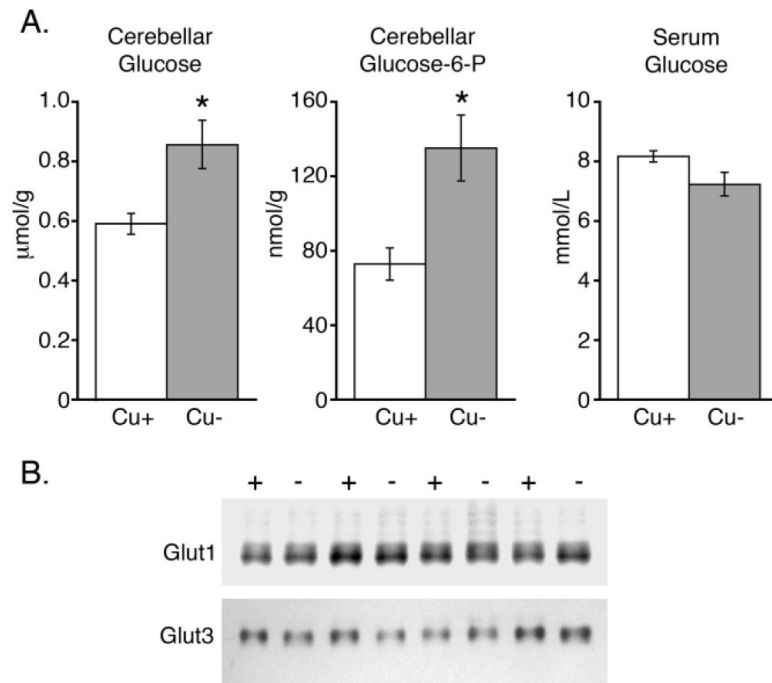 A.
Cerebellar
Glucose
µmol/g
1.0
0.8
0.6
0.4
0.2
0
*
Cu+ Cu-
Cerebellar
Glucose-6-P
nmol/g
160
120
80
40
0
*
Cu+ Cu-
Serum
Glucose
mmol/L
10
8
6
4
2
0
Cu+ Cu-
B.
+ - + - + - + -
Glut1
Glut3